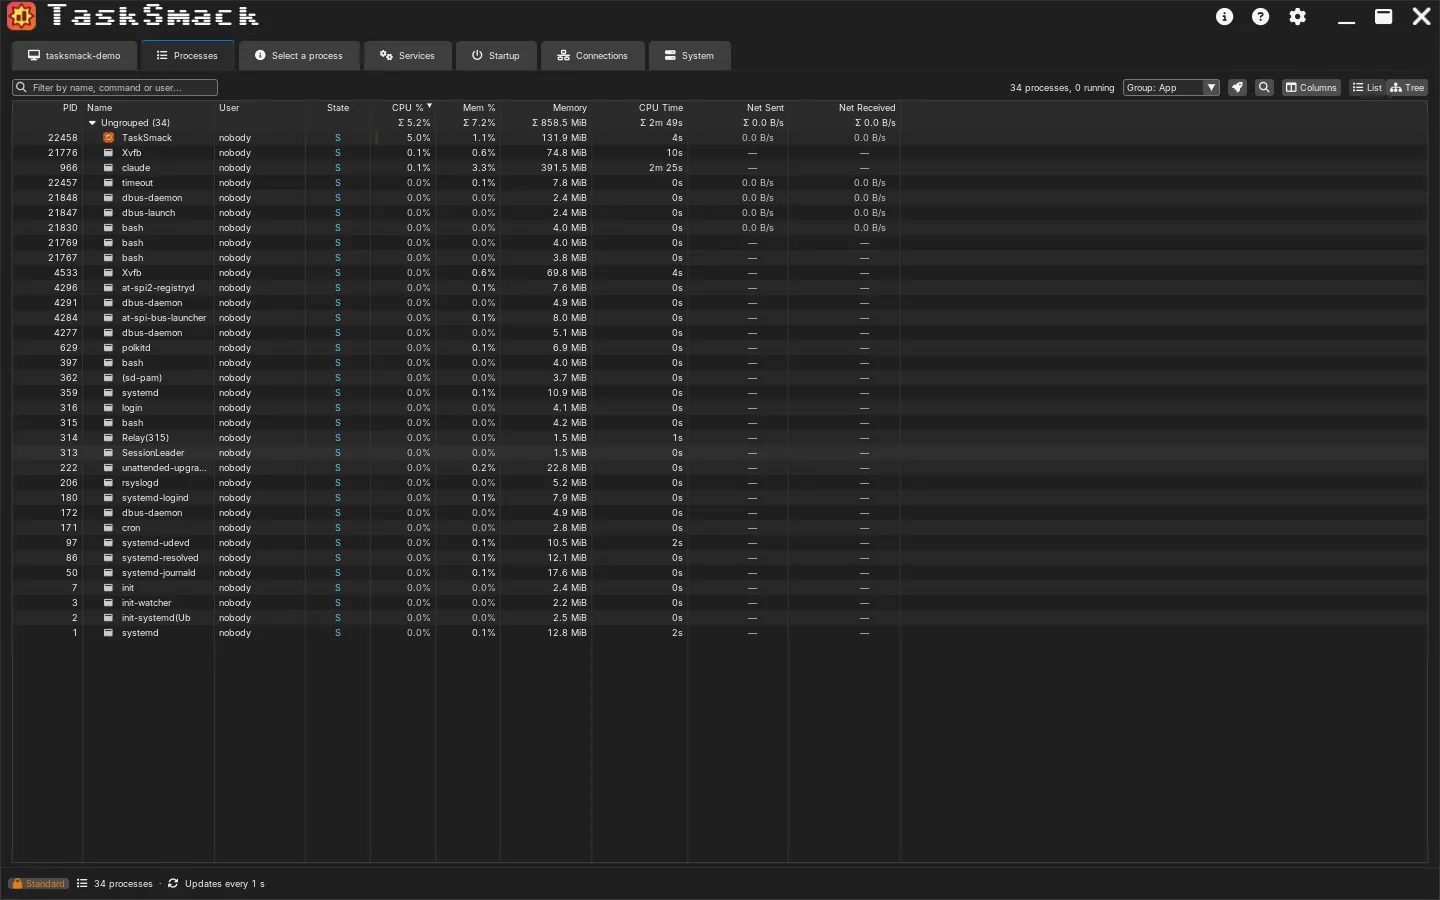 TaskSmack
tasksmack-demo Processes Select a process Services Startup Connections System
Filter by name, command or user... 34 processes, 0 running Group: App Columns List Tree
PID Name User State CPU % Mem % Memory CPU Time Net Sent Net Received
Ungrouped (34) Σ 5.2% Σ 7.2% Σ 858.5 MiB Σ 2m 49s Σ 0.0 B/s Σ 0.0 B/s
22458 TaskSmack nobody S 5.0% 1.1% 131.9 MiB 4s 0.0 B/s 0.0 B/s
21776 Xvfb nobody S 0.1% 0.6% 74.8 MiB 10s — —
966 claude nobody S 0.1% 3.3% 391.5 MiB 2m 25s — —
22457 timeout nobody S 0.0% 0.1% 7.8 MiB 0s 0.0 B/s 0.0 B/s
21848 dbus-daemon nobody S 0.0% 0.0% 2.4 MiB 0s 0.0 B/s 0.0 B/s
21847 dbus-launch nobody S 0.0% 0.0% 2.4 MiB 0s 0.0 B/s 0.0 B/s
21830 bash nobody S 0.0% 0.0% 4.0 MiB 0s 0.0 B/s 0.0 B/s
21769 bash nobody S 0.0% 0.0% 4.0 MiB 0s — —
21767 bash nobody S 0.0% 0.0% 3.8 MiB 0s — —
4533 Xvfb nobody S 0.0% 0.6% 69.8 MiB 4s — —
4296 at-spi2-registryd nobody S 0.0% 0.1% 7.6 MiB 0s — —
4291 dbus-daemon nobody S 0.0% 0.0% 4.9 MiB 0s — —
4284 at-spi-bus-launcher nobody S 0.0% 0.1% 8.0 MiB 0s — —
4277 dbus-daemon nobody S 0.0% 0.0% 5.1 MiB 0s — —
629 polkitd nobody S 0.0% 0.1% 6.9 MiB 0s — —
397 bash nobody S 0.0% 0.0% 4.0 MiB 0s — —
362 (sd-pam) nobody S 0.0% 0.0% 3.7 MiB 0s — —
359 systemd nobody S 0.0% 0.1% 10.9 MiB 0s — —
316 login nobody S 0.0% 0.0% 4.1 MiB 0s — —
315 bash nobody S 0.0% 0.0% 4.2 MiB 0s — —
314 Relay(315) nobody S 0.0% 0.0% 1.5 MiB 1s — —
313 SessionLeader nobody S 0.0% 0.0% 1.5 MiB 0s — —
222 unattended-upgra... nobody S 0.0% 0.2% 22.8 MiB 0s — —
206 rsyslogd nobody S 0.0% 0.0% 5.2 MiB 0s — —
180 systemd-logind nobody S 0.0% 0.1% 7.9 MiB 0s — —
172 dbus-daemon nobody S 0.0% 0.0% 4.9 MiB 0s — —
171 cron nobody S 0.0% 0.0% 2.8 MiB 0s — —
97 systemd-udevd nobody S 0.0% 0.1% 10.5 MiB 2s — —
86 systemd-resolved nobody S 0.0% 0.1% 12.1 MiB 0s — —
50 systemd-journald nobody S 0.0% 0.1% 17.6 MiB 0s — —
7 init nobody S 0.0% 0.0% 2.4 MiB 0s — —
3 init-watcher nobody S 0.0% 0.0% 2.2 MiB 0s — —
2 init-systemd(Ub nobody S 0.0% 0.0% 2.5 MiB 0s — —
1 systemd nobody S 0.0% 0.1% 12.8 MiB 2s — —
Standard 34 processes · Updates every 1 s